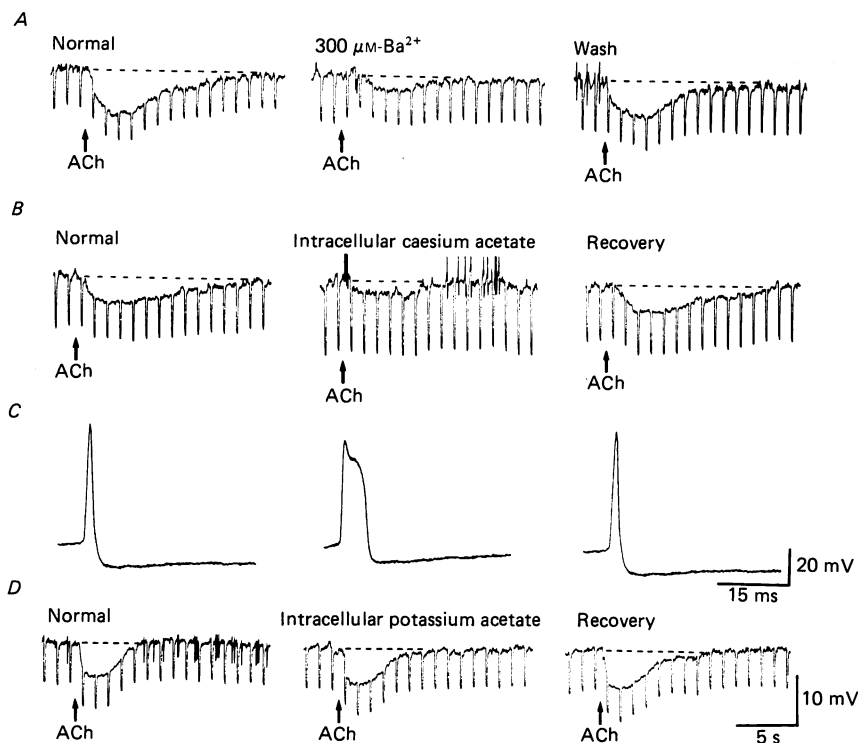 A
Normal
300 μM-Ba²⁺
Wash
ACh
ACh
ACh
B
Normal
Intracellular caesium acetate
Recovery
ACh
ACh
ACh
C
20 mV
15 ms
D
Normal
Intracellular potassium acetate
Recovery
ACh
ACh
ACh
10 mV
5 s